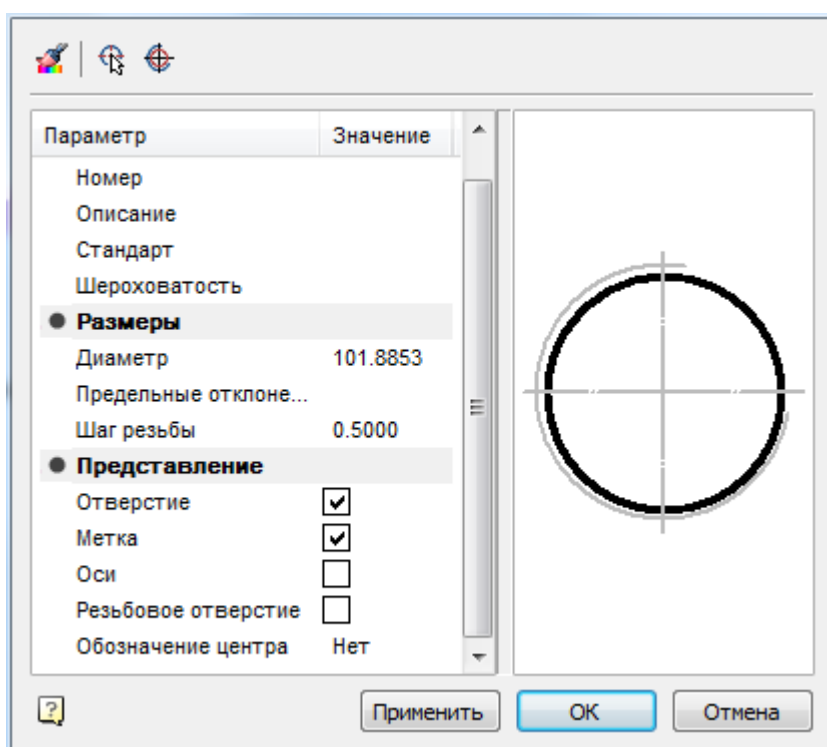 Параметр Значение
Номер
Описание
Стандарт
Шероховатость
Размеры
Диаметр 101.8853
Предельные отклоне...
Шаг резьбы 0.5000
Представление
Отверстие
Метка
Оси
Резьбовое отверстие
Обозначение центра Нет
? Применить OK Отмена